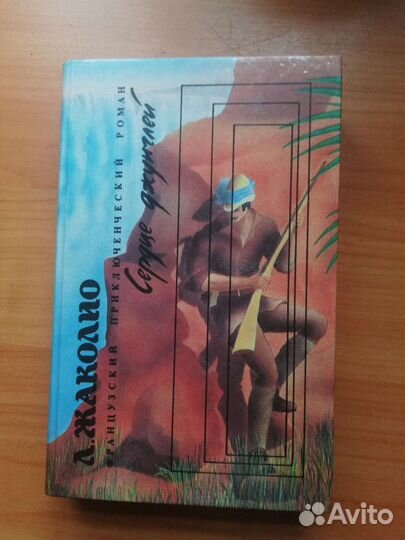 Л. ЖАКОЛИО
ФРАНЦУЗСКИЙ ПРИКЛЮЧЕНЧЕСКИЙ РОМАН
Сердце джунглей
Avito